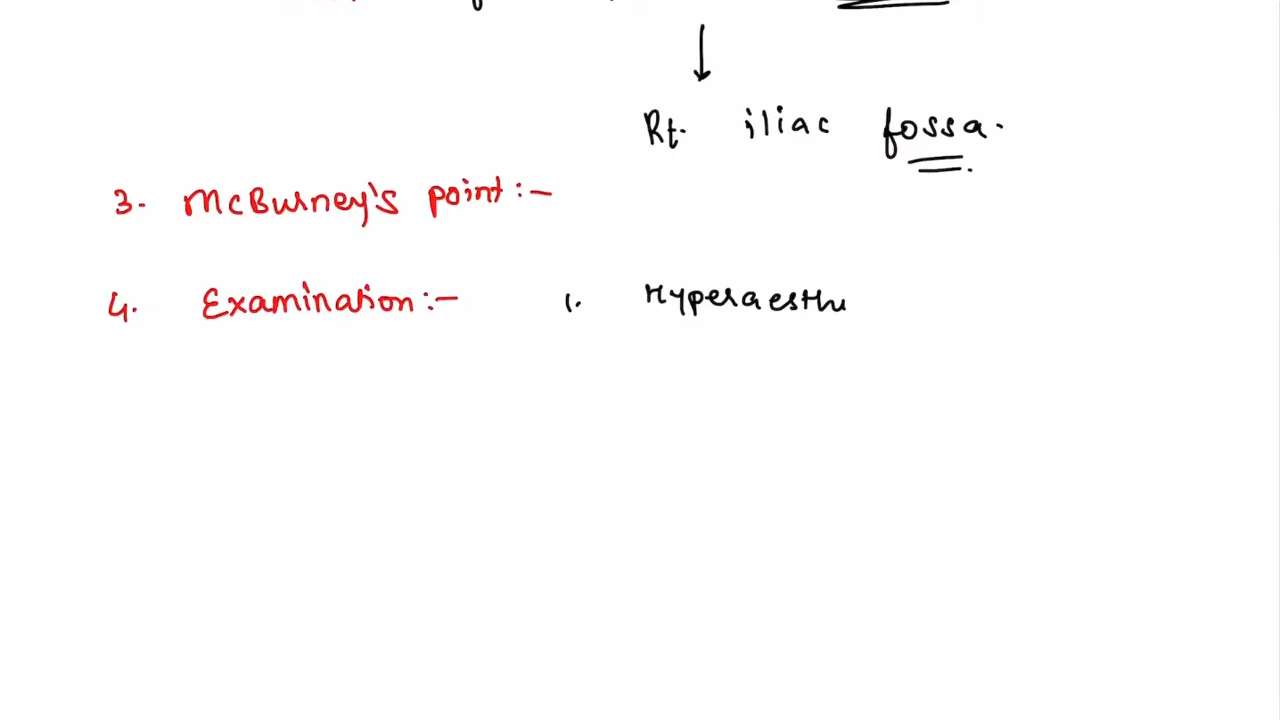 Rt. iliac fossa.
3. McBurney's point :-
4. Examination :- 1. Hyperaesthe